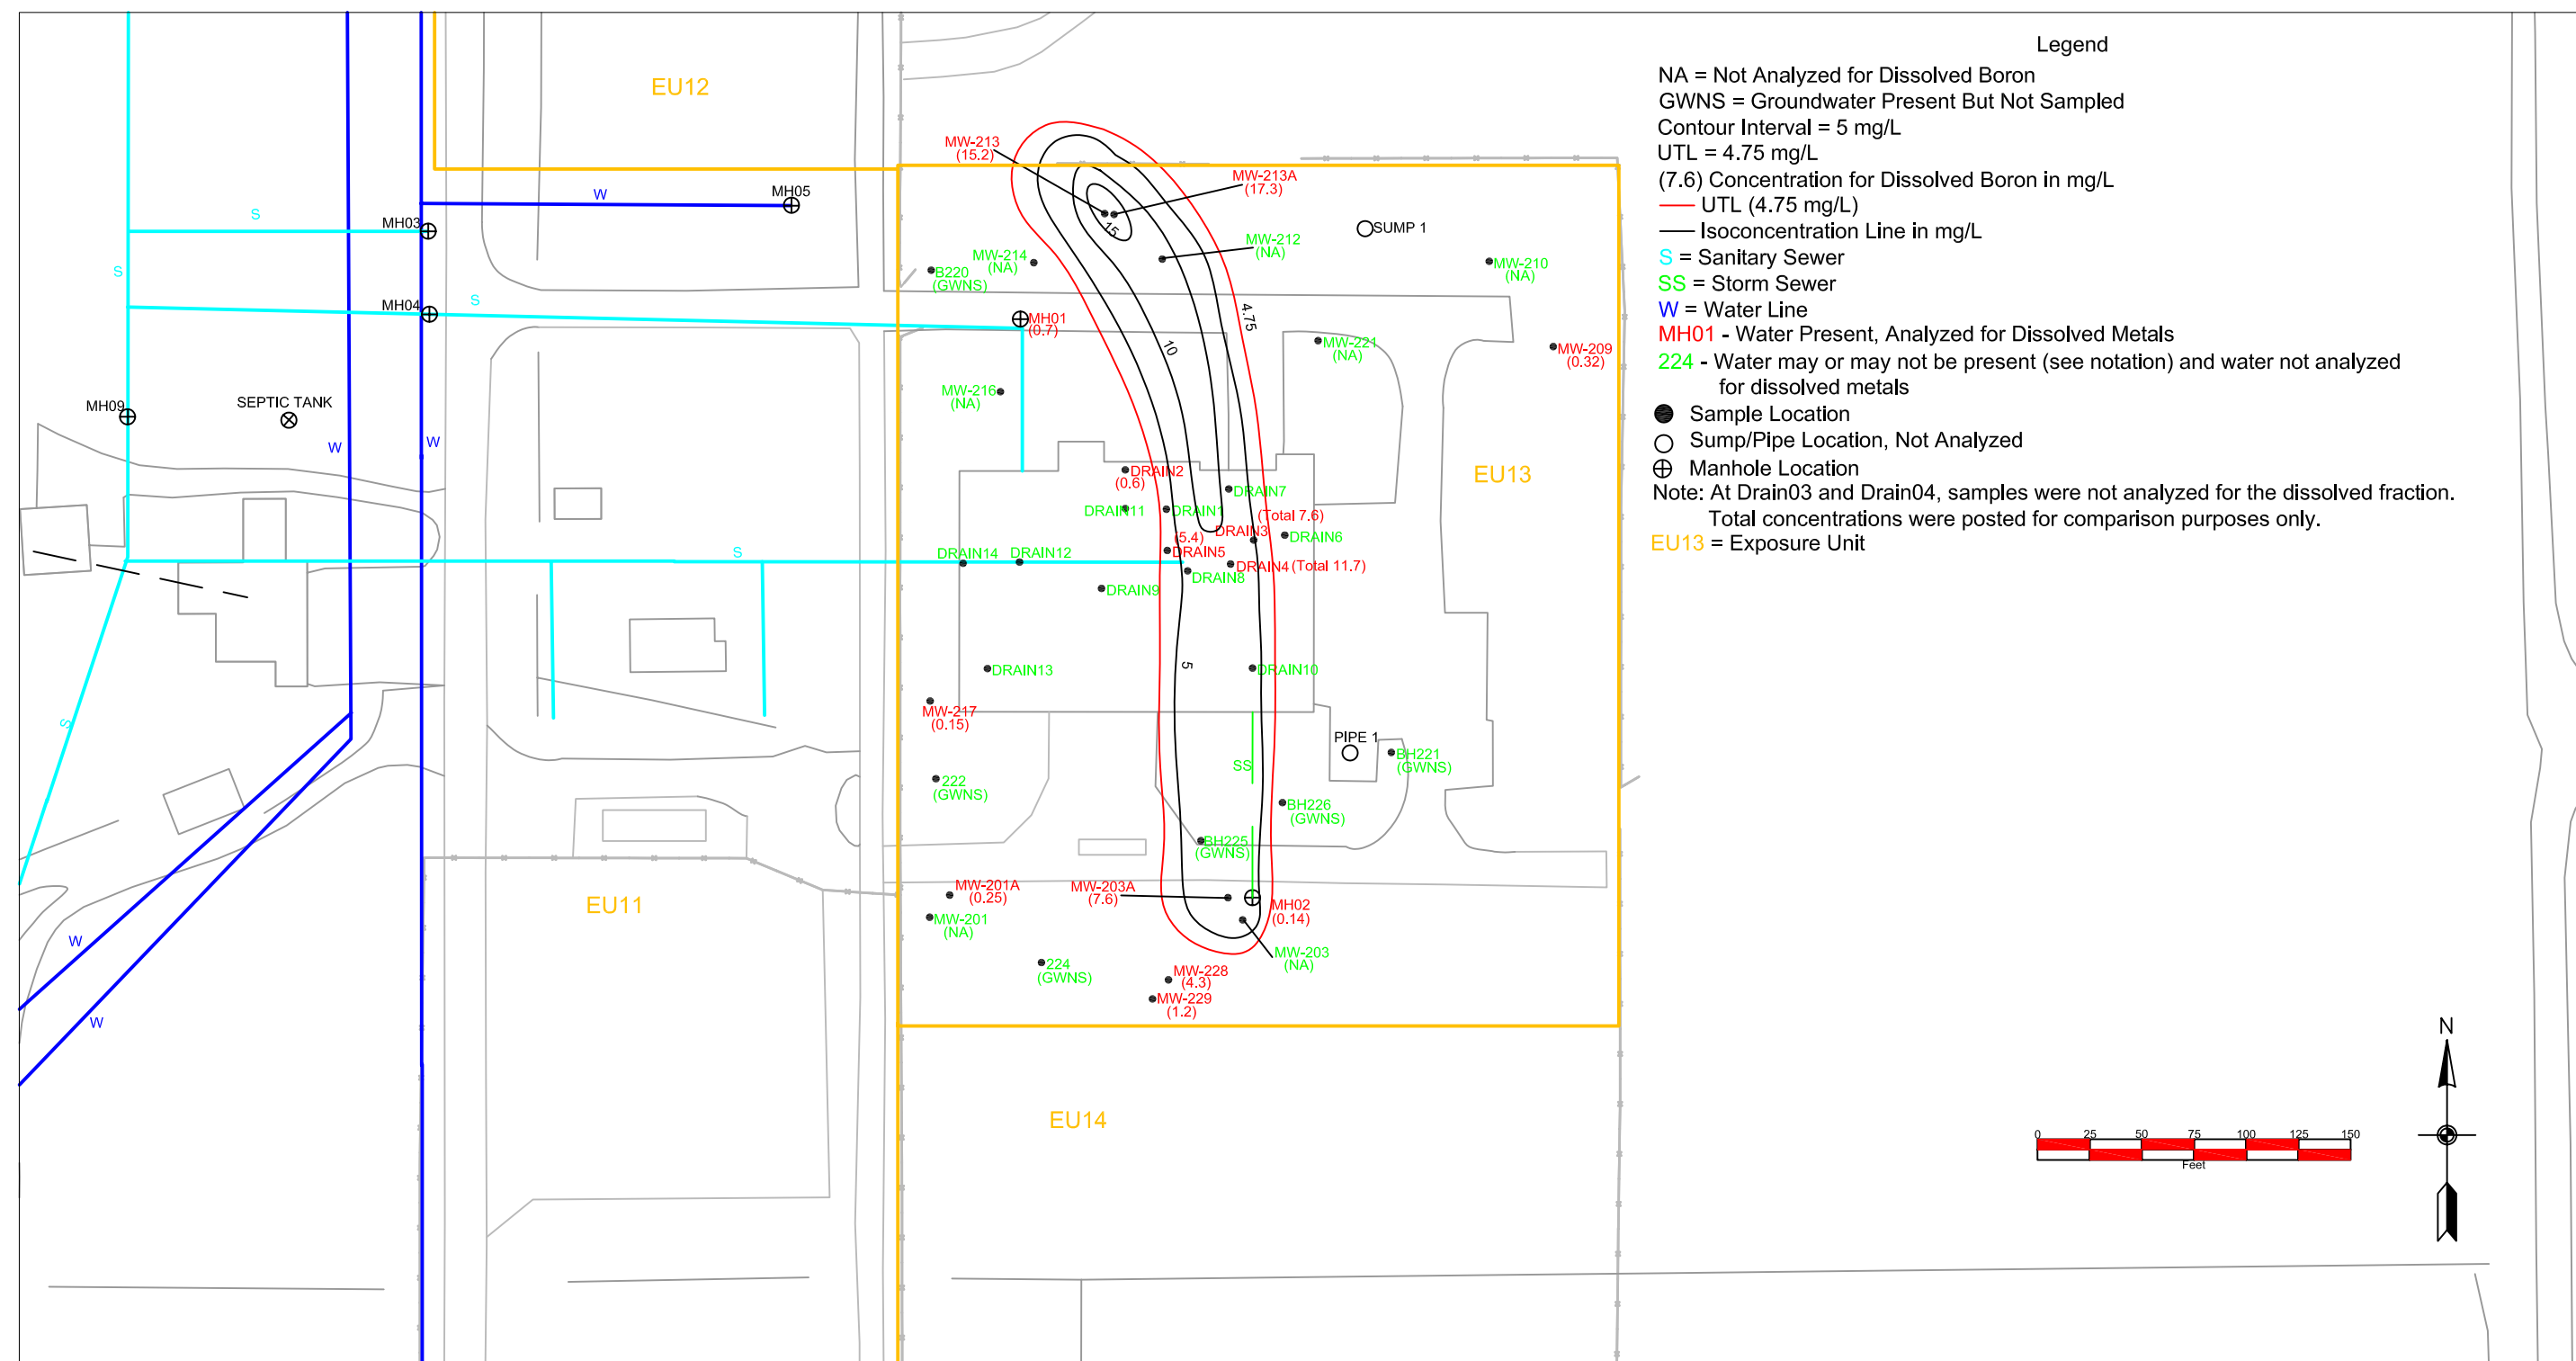 Legend
NA = Not Analyzed for Dissolved Boron
GWNS = Groundwater Present But Not Sampled
Contour Interval = 5 mg/L
UTL = 4.75 mg/L
(7.6) Concentration for Dissolved Boron in mg/L
UTL (4.75 mg/L)
Isoconcentration Line in mg/L
S = Sanitary Sewer
SS = Storm Sewer
W = Water Line
MH01 - Water Present, Analyzed for Dissolved Metals
224 - Water may or may not be present (see notation) and water not analyzed
for dissolved metals
Sample Location
Sump/Pipe Location, Not Analyzed
Manhole Location
Note: At Drain03 and Drain04, samples were not analyzed for the dissolved fraction.
Total concentrations were posted for comparison purposes only.
EU13 = Exposure Unit
EU12
MW-213
(15.2)
MW-213A
(17.3)
MH05
W
S
MH03
SUMP 1
15
MW-212
(NA)
MW-214
(NA)
B220
(GWNS)
MW-210
(NA)
S
MH04
S
MH01
(0.7)
4.75
10
MW-221
(NA)
MW-209
(0.32)
MW-216
(NA)
MH09
SEPTIC TANK
W
W
DRAIN2
(0.6)
EU13
DRAIN7
DRAIN11
DRAIN1
(Total 7.6)
DRAIN3
DRAIN6
(5.4)
DRAIN5
S
DRAIN14
DRAIN12
DRAIN4 (Total 11.7)
DRAIN8
DRAIN9
5
DRAIN13
DRAIN10
MW-217
(0.15)
S
PIPE 1
BH221
(GWNS)
SS
222
(GWNS)
BH226
(GWNS)
BH225
(GWNS)
EU11
MW-201A
(0.25)
MW-203A
(7.6)
MH02
(0.14)
MW-201
(NA)
W
MW-203
(NA)
224
(GWNS)
MW-228
(4.3)
MW-229
(1.2)
W
EU14
N
0 25 50 75 100 125 150
Feet